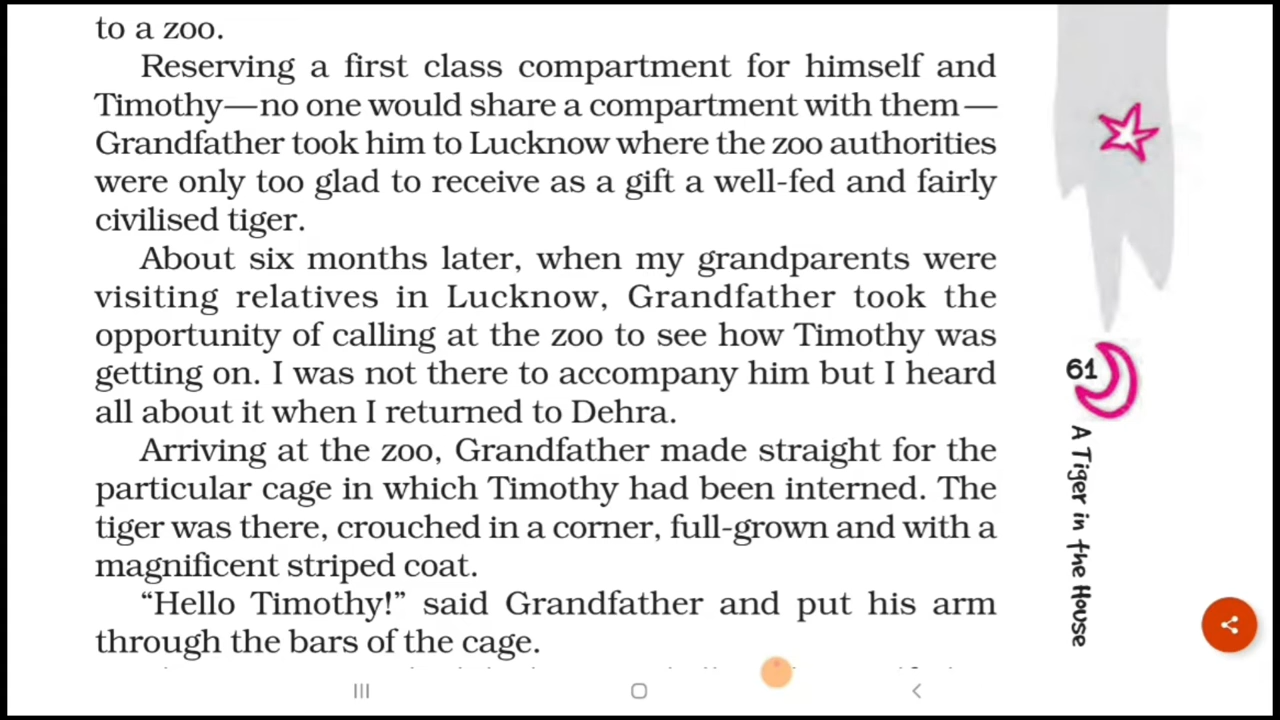 to a zoo.
Reserving a first class compartment for himself and
Timothy—no one would share a compartment with them—
Grandfather took him to Lucknow where the zoo authorities
were only too glad to receive as a gift a well-fed and fairly
civilised tiger.
About six months later, when my grandparents were
visiting relatives in Lucknow, Grandfather took the
opportunity of calling at the zoo to see how Timothy was
getting on. I was not there to accompany him but I heard
all about it when I returned to Dehra.
Arriving at the zoo, Grandfather made straight for the
particular cage in which Timothy had been interned. The
tiger was there, crouched in a corner, full-grown and with a
magnificent striped coat.
“Hello Timothy!” said Grandfather and put his arm
through the bars of the cage.
61
A Tiger in the House